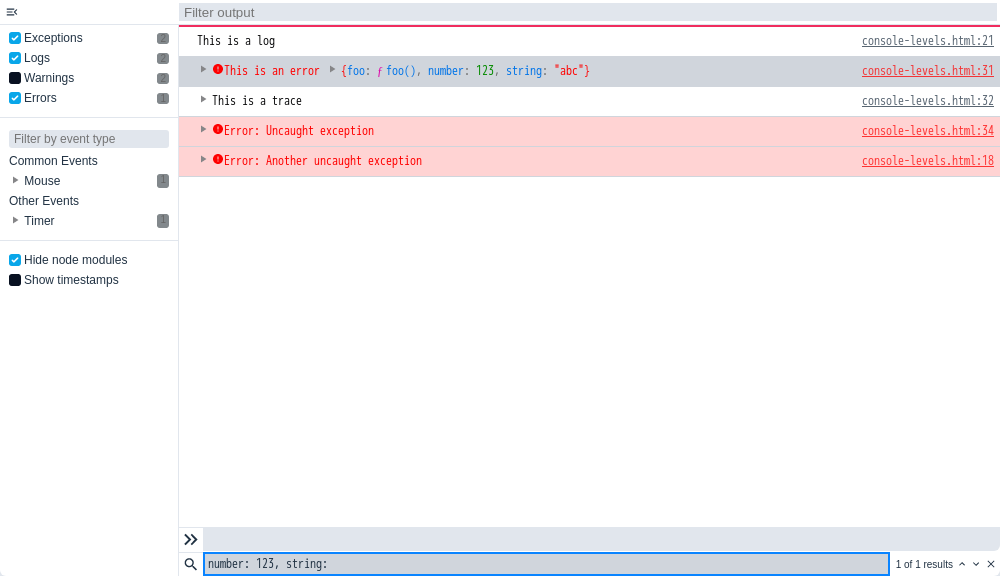 Filter output
Exceptions 2
Logs 2
Warnings 2
Errors 1
Filter by event type
Common Events
Mouse 1
Other Events
Timer 1
Hide node modules
Show timestamps
This is a log console-levels.html:21
This is an error {foo: ƒ foo(), number: 123, string: "abc"} console-levels.html:31
This is a trace console-levels.html:32
Error: Uncaught exception console-levels.html:34
Error: Another uncaught exception console-levels.html:18
number: 123, string: 1 of 1 results